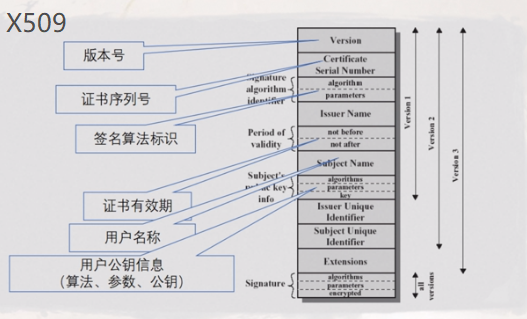 X509
版本号
证书序列号
签名算法标识
证书有效期
用户名称
用户公钥信息
(算法、参数、公钥)
Version
Certificate
Serial Number
Signature
algorithm
identifier
algorithm
parameters
Issuer Name
Period of
validity
not before
not after
Subject Name
Subject's
info
algorithms
parameters
key
Issuer Unique
Identifier
Subject Unique
Identifier
Extensions
Signature
algorithms
parameters
encrypted
Version 1
Version 2
Version 3
all
versions